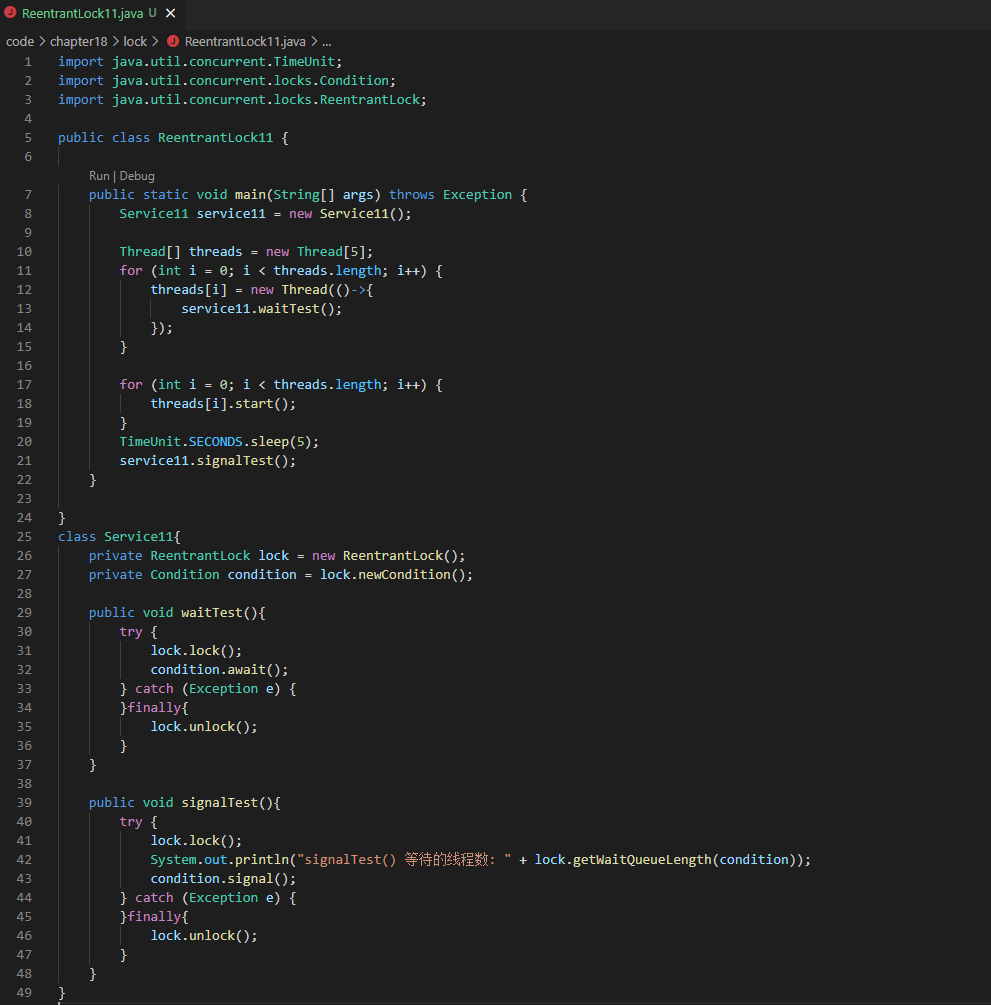 ReentrantLock11.java U ×
code > chapter18 > lock > ReentrantLock11.java > ...
1 import java.util.concurrent.TimeUnit;
2 import java.util.concurrent.locks.Condition;
3 import java.util.concurrent.locks.ReentrantLock;
4
5 public class ReentrantLock11 {
6
Run | Debug
7 public static void main(String[] args) throws Exception {
8 Service11 service11 = new Service11();
9
10 Thread[] threads = new Thread[5];
11 for (int i = 0; i < threads.length; i++) {
12 threads[i] = new Thread(()->{
13 service11.waitTest();
14 });
15 }
16
17 for (int i = 0; i < threads.length; i++) {
18 threads[i].start();
19 }
20 TimeUnit.SECONDS.sleep(5);
21 service11.signalTest();
22 }
23
24 }
25 class Service11{
26 private ReentrantLock lock = new ReentrantLock();
27 private Condition condition = lock.newCondition();
28
29 public void waitTest(){
30 try {
31 lock.lock();
32 condition.await();
33 } catch (Exception e) {
34 }finally{
35 lock.unlock();
36 }
37 }
38
39 public void signalTest(){
40 try {
41 lock.lock();
42 System.out.println("signalTest() 等待的线程数: " + lock.getWaitQueueLength(condition));
43 condition.signal();
44 } catch (Exception e) {
45 }finally{
46 lock.unlock();
47 }
48 }
49 }